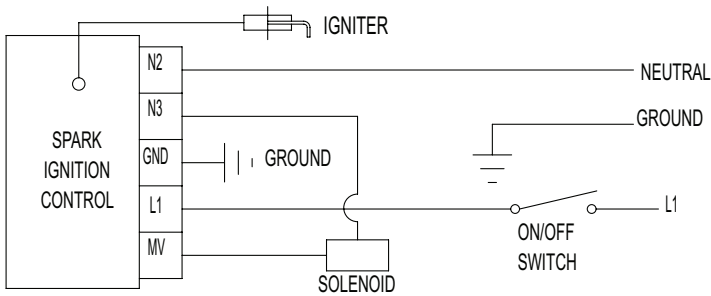 IGNITER
N2
NEUTRAL
N3
GROUND
SPARK
IGNITION
CONTROL
GND
GROUND
L1
L1
ON/OFF
SWITCH
MV
SOLENOID